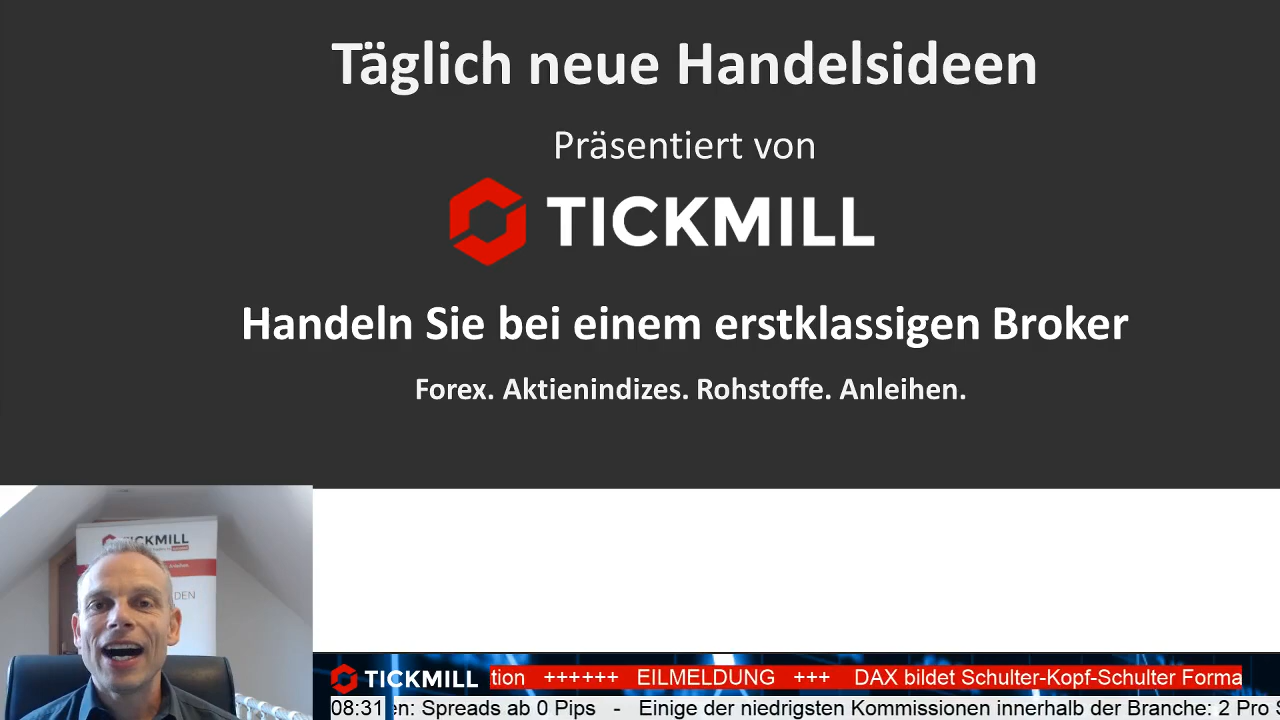 Täglich neue Handelsideen
Präsentiert von
TICKMILL
Handeln Sie bei einem erstklassigen Broker
Forex. Aktienindizes. Rohstoffe. Anleihen.
TICKMILL
DEN
TICKMILL
tion ++++++ EILMELDUNG +++ DAX bildet Schulter-Kopf-Schulter Forma
08:31 en: Spreads ab 0 Pips - Einige der niedrigsten Kommissionen innerhalb der Branche: 2 Pro S